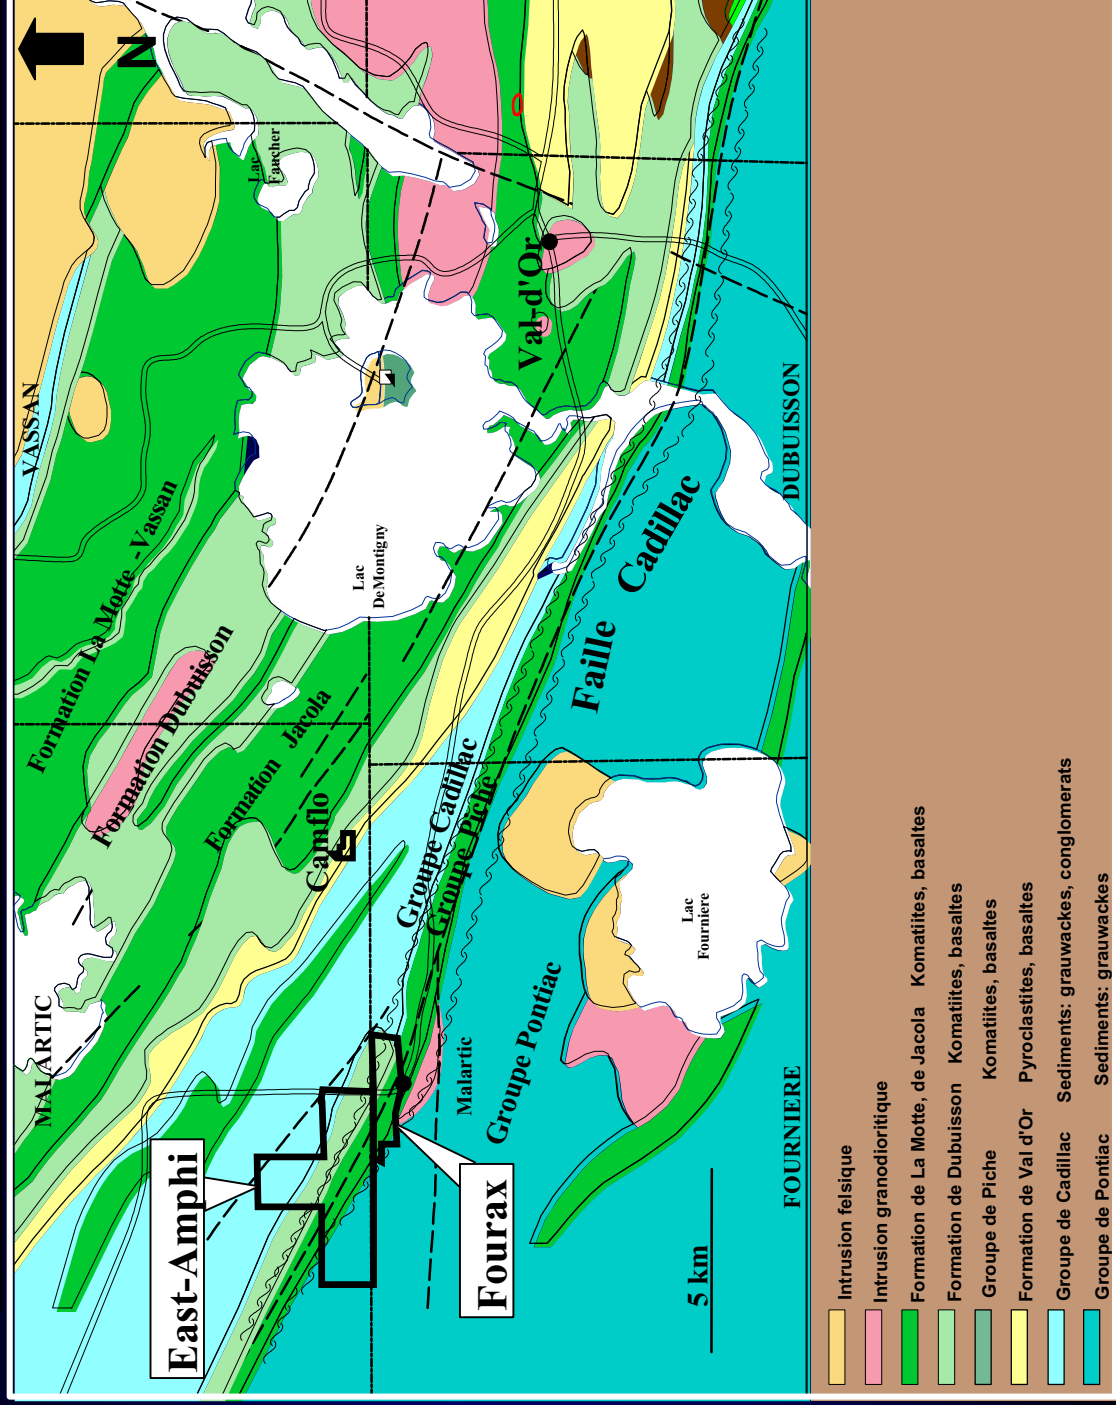 N
VASSAN
MALARTIC
Lac
Faucher
Formation La Motte -Vassan
Formation Dubuisson
Formation Jacola
Lac
DeMontigny
Val-d'Or
Camflo
Groupe Cadillac
Groupe Piche
Faille Cadillac
East-Amphi
Fourax
Malartic
Groupe Pontiac
Lac
Fourniere
DUBUISSON
FOURNIERE
5 km
Intrusion felsique
Intrusion granodioritique
Formation de La Motte, de Jacola Komatiites, basaltes
Formation de Dubuisson Komatiites, basaltes
Groupe de Piche Komatiites, basaltes
Formation de Val d'Or Pyroclastites, basaltes
Groupe de Cadillac Sediments: grauwackes, conglomerats
Groupe de Pontiac Sediments: grauwackes